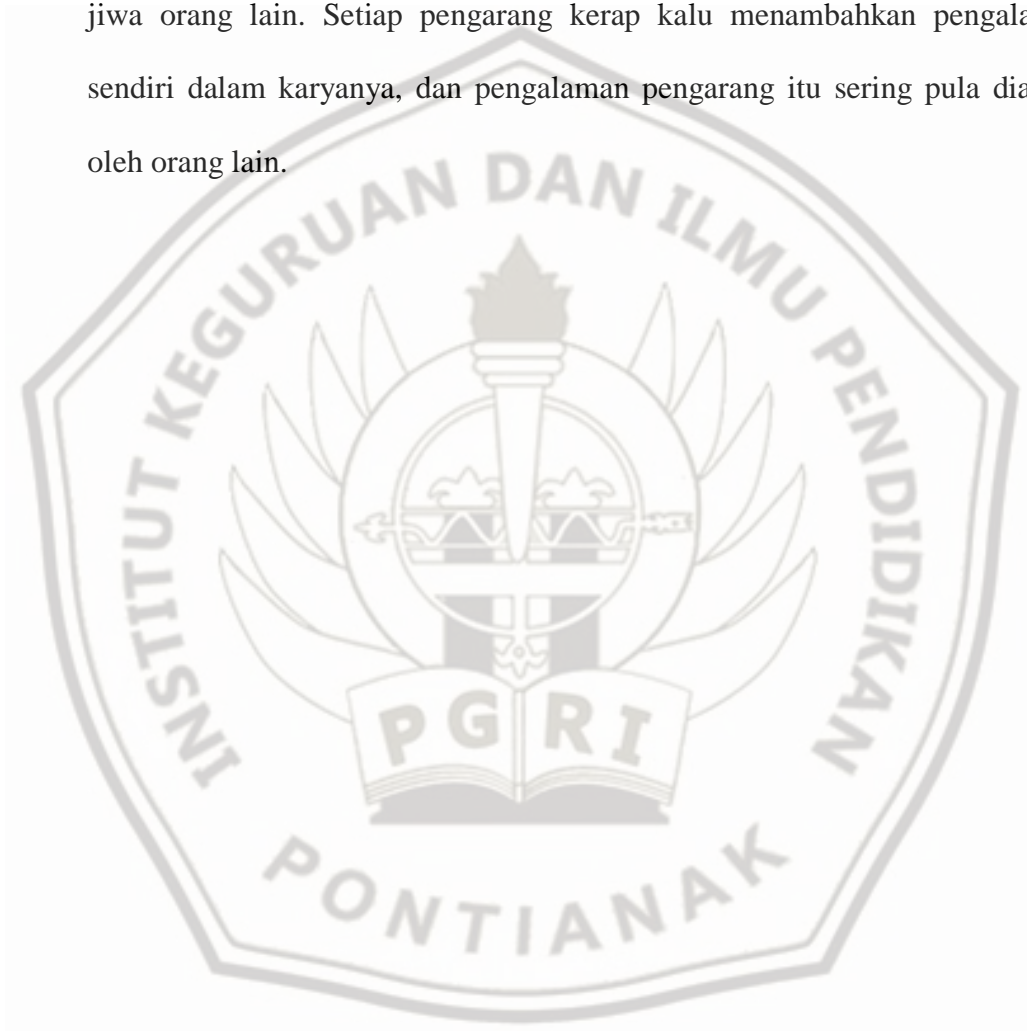 jiwa orang lain. Setiap pengarang kerap kalu menambahkan
sendiri dalam karyanya, dan pengalaman pengarang itu sering pula
oleh orang lain.
INSTITUT KEGURUAN DAN ILMU PENDIDIKAN
PGRI
PONTIANAK